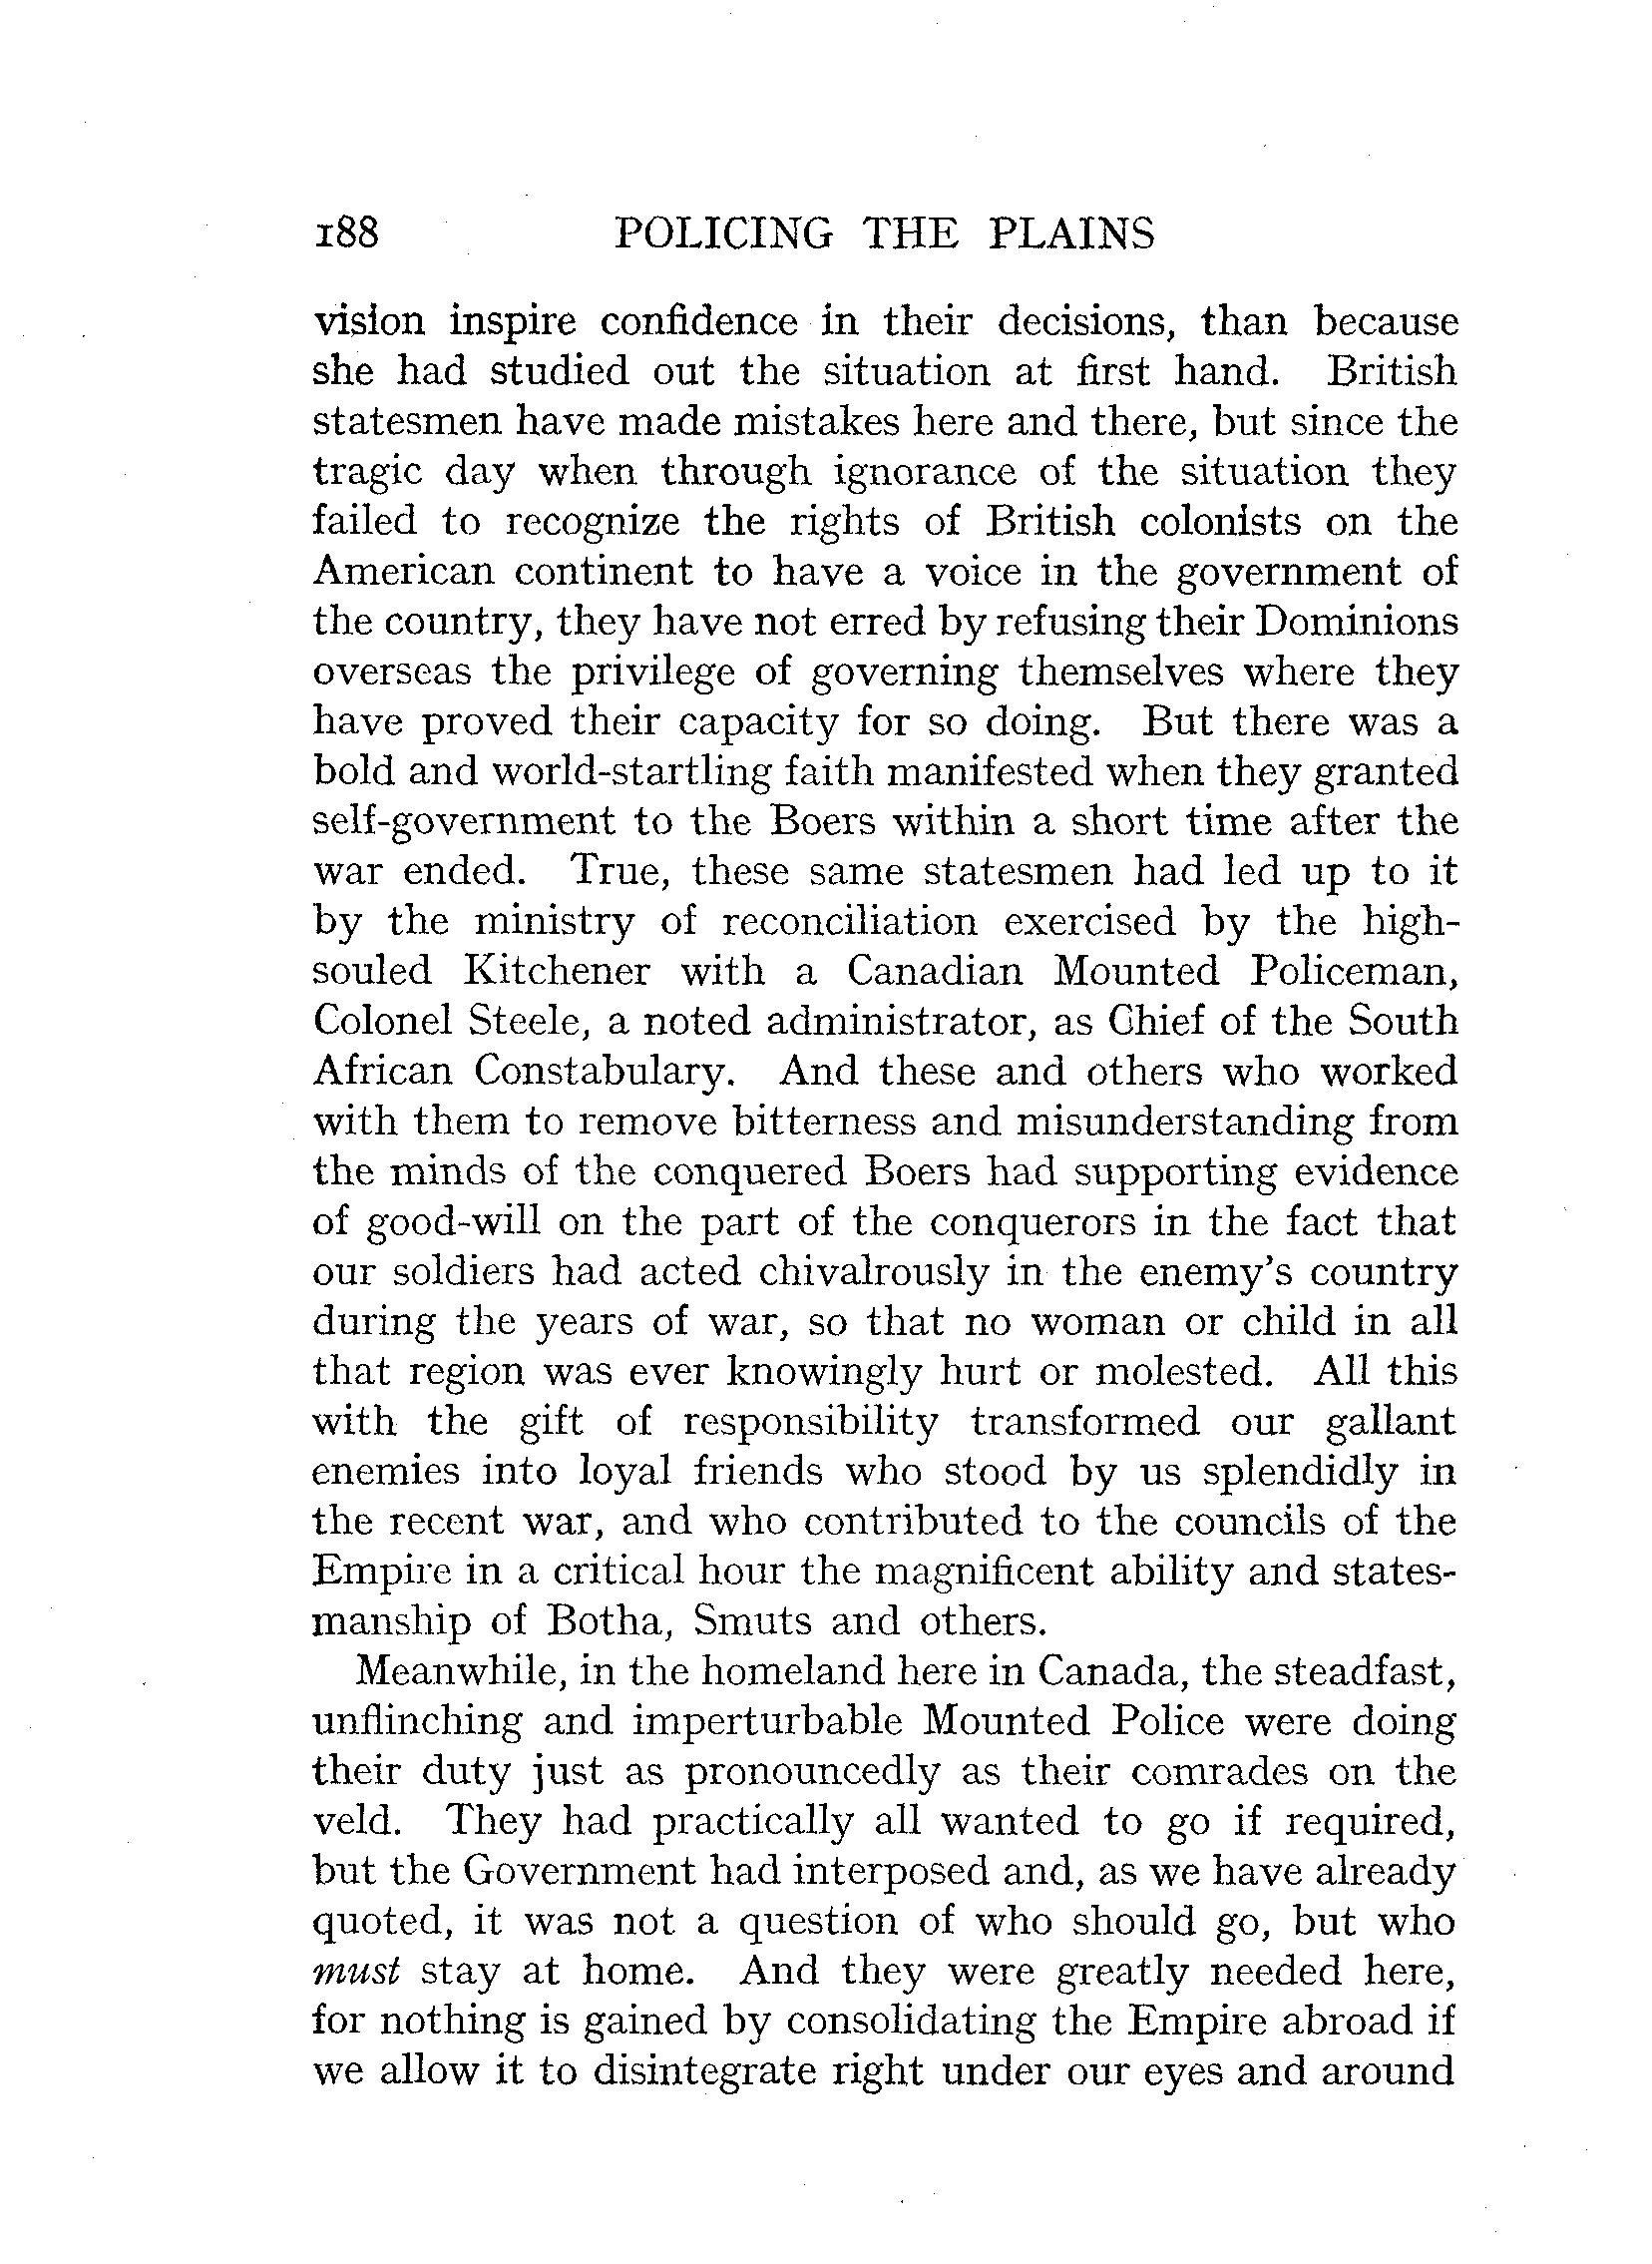 188 POLICING THE PLAINS
vision inspire confidence in their decisions, than because
she had studied out the situation at first hand. British
statesmen have made mistakes here and there, but since the
tragic day when through ignorance of the situation they
failed to recognize the rights of British colonists on the
American continent to have a voice in the government of
the country, they have not erred by refusing their Dominions
overseas the privilege of governing themselves where they
have proved their capacity for so doing. But there was a
bold and world-startling faith manifested when they granted
self-government to the Boers within a short time after the
war ended. True, these same statesmen had led up to it
by the ministry of reconciliation exercised by the high-
souled Kitchener with a Canadian Mounted Policeman,
Colonel Steele, a noted administrator, as Chief of the South
African Constabulary. And these and others who worked
with them to remove bitterness and misunderstanding from
the minds of the conquered Boers had supporting evidence
of good-will on the part of the conquerors in the fact that
our soldiers had acted chivalrously in the enemy's country
during the years of war, so that no woman or child in all
that region was ever knowingly hurt or molested. All this
with the gift of responsibility transformed our gallant
enemies into loyal friends who stood by us splendidly in
the recent war, and who contributed to the councils of the
Empire in a critical hour the magnificent ability and states-
manship of Botha, Smuts and others.
Meanwhile, in the homeland here in Canada, the steadfast,
unflinching and imperturbable Mounted Police were doing
their duty just as pronouncedly as their comrades on the
veld. They had practically all wanted to go if required,
but the Government had interposed and, as we have already
quoted, it was not a question of who should go, but who
must stay at home. And they were greatly needed here,
for nothing is gained by consolidating the Empire abroad if
we allow it to disintegrate right under our eyes and around